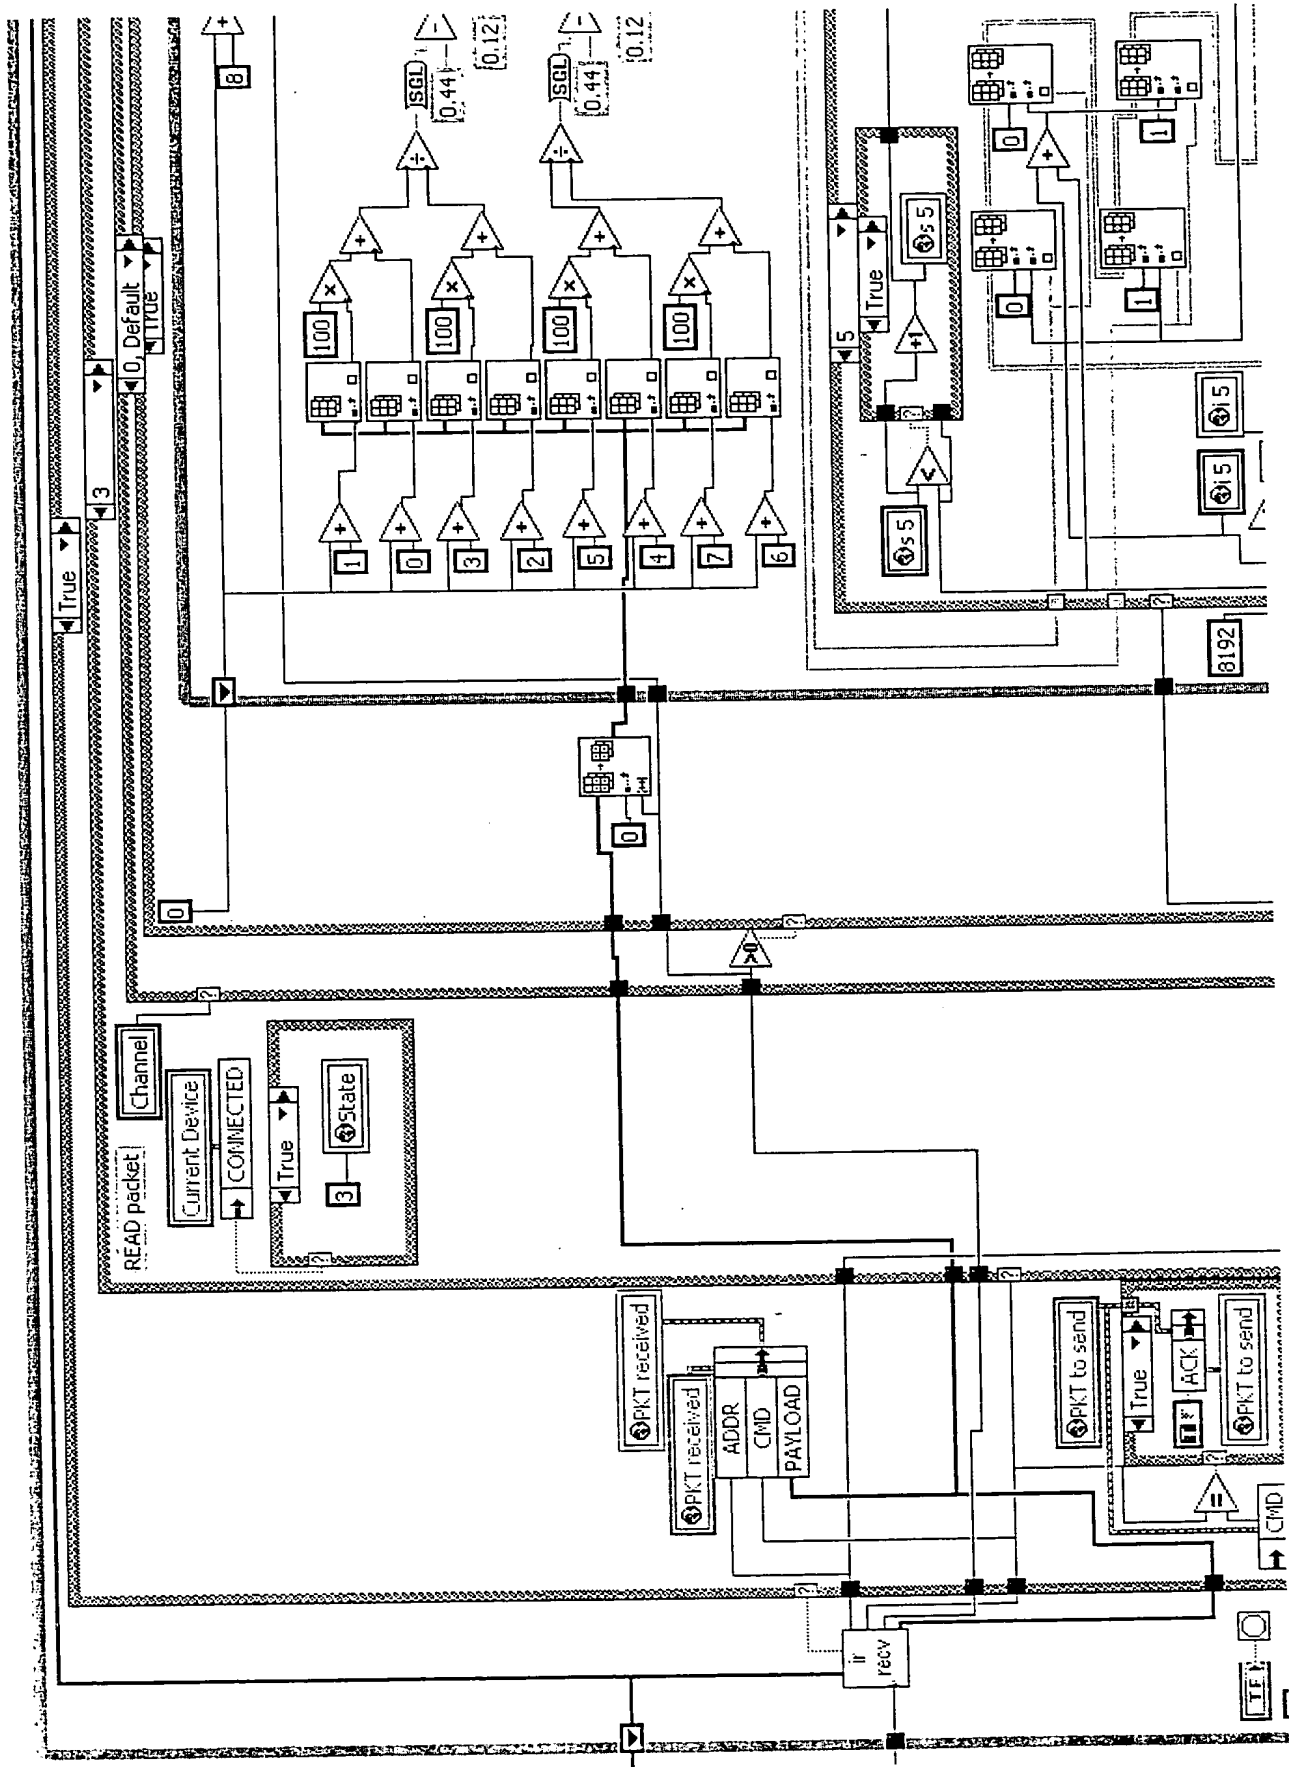 True
3
0, Default
True
READ packet
Channel
Current Device
CONNECTED
True
3
State
0
8
1
0
3
2
5
4
7
6
100
100
100
100
SGL
0.44
0.12
SGL
0.44
0.12
0
5
True
s 5
s 5
+1
8192
i 5
i 5
0
1
0
1
PKT received
PKT received
ADDR
CMD
PAYLOAD
ir
recv
PKT to send
True
ACK
PKT to send
CMD
TF